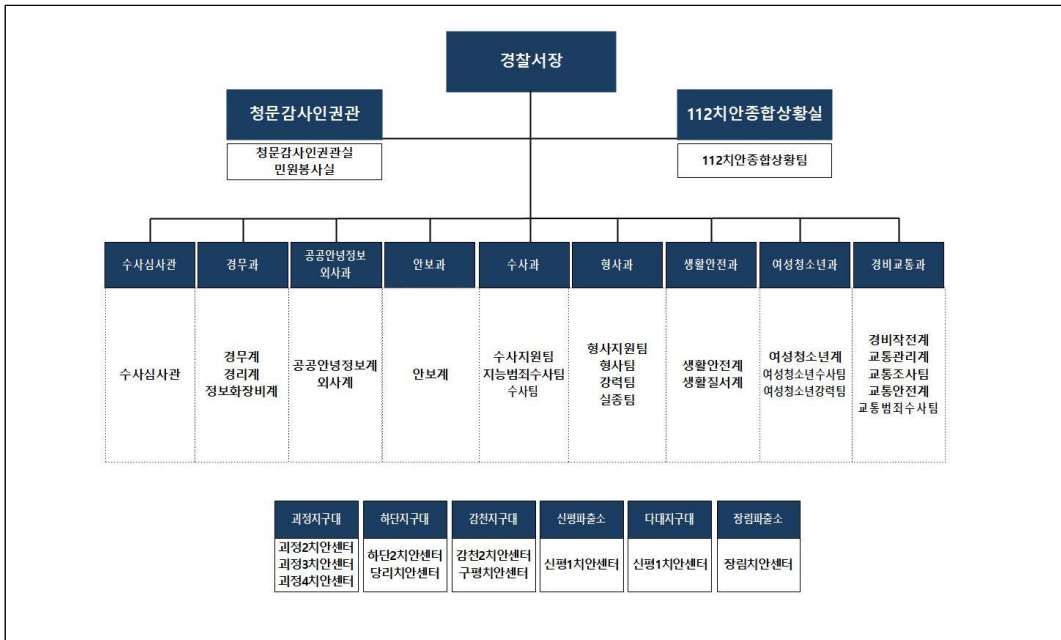 경찰서장
청문감사인권관
112치안종합상황실
청문감사인권관실
민원봉사실
112치안종합상황팀
수사심사관
경무과
공공안녕정보
외사과
안보과
수사과
형사과
생활안전과
여성청소년과
경비교통과
수사심사관
경무계
경리계
정보화장비계
공공안녕정보계
외사계
안보계
수사지원팀
지능범죄수사팀
수사팀
형사지원팀
형사팀
강력팀
실종팀
생활안전계
생활질서계
여성청소년계
여성청소년수사팀
여성청소년강력팀
경비작전계
교통관리계
교통조사팀
교통안전계
교통범죄수사팀
괴정지구대
하단지구대
감천지구대
신평파출소
다대지구대
장림파출소
괴정2치안센터
괴정3치안센터
괴정4치안센터
하단2치안센터
당리치안센터
감천2치안센터
구평치안센터
신평1치안센터
신평1치안센터
장림치안센터